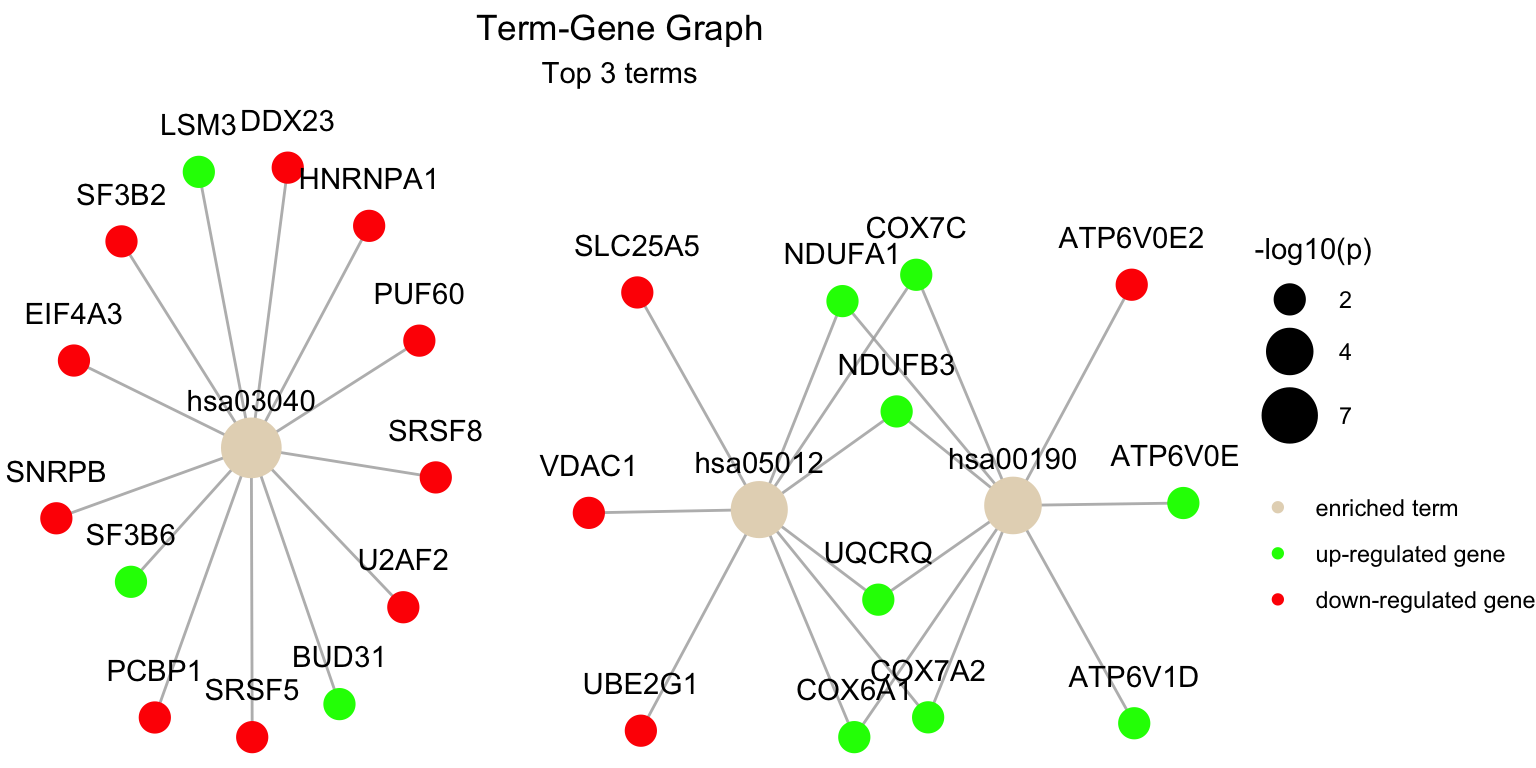 Term-Gene Graph
Top 3 terms
LSM3
DDX23
HNRNPA1
SF3B2
PUF60
EIF4A3
hsa03040
SRSF8
SNRPB
SF3B6
U2AF2
BUD31
PCBP1
SRSF5
COX7C
NDUFA1
SLC25A5
ATP6V0E2
NDUFB3
hsa05012
hsa00190
VDAC1
ATP6V0E
UQCRQ
UBE2G1
COX7A2
COX6A1
ATP6V1D
-log10(p)
2
4
7
enriched term
up-regulated gene
down-regulated gene